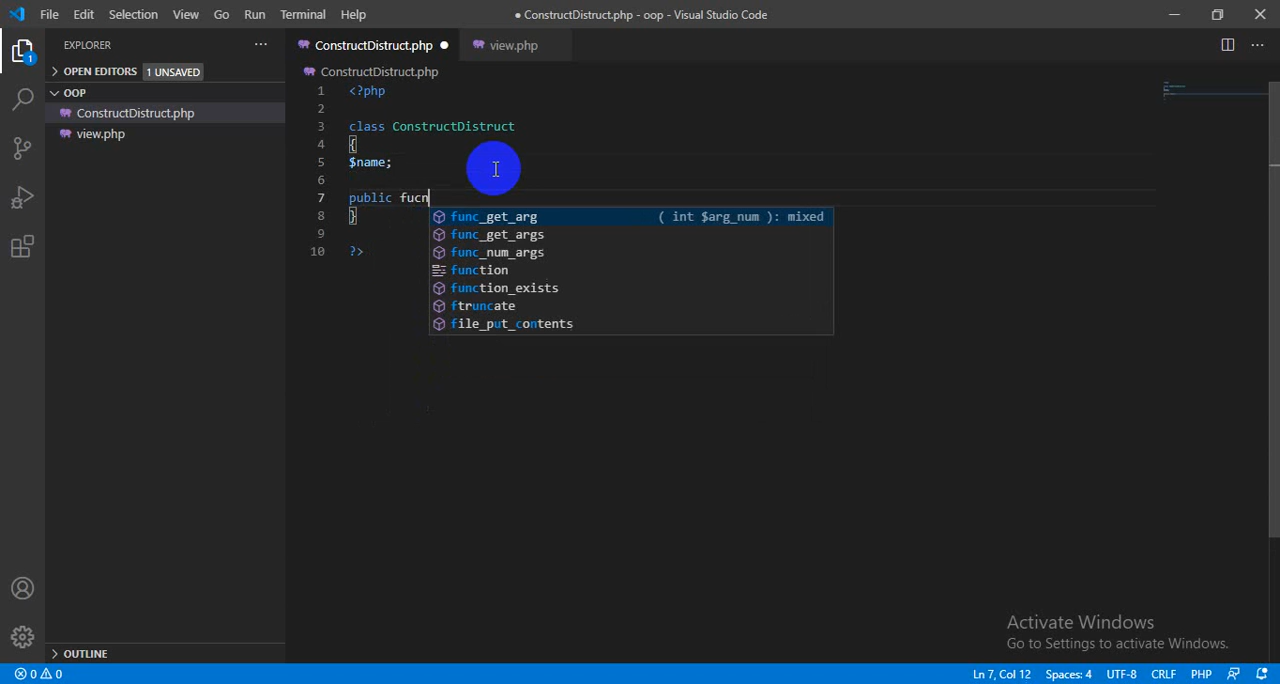 File Edit Selection View Go Run Terminal Help ● ConstructDistruct.php - oop - Visual Studio Code
EXPLORER ... ConstructDistruct.php ● view.php ...
OPEN EDITORS 1 UNSAVED ConstructDistruct.php
OOP
ConstructDistruct.php
view.php
1 <?php
2
3 class ConstructDistruct
4 {
5 $name;
6
7 public fucn
8 }
9
10 ?>
func_get_arg ( int $arg_num ): mixed
func_get_args
func_num_args
function
function_exists
ftruncate
file_put_contents
1
OUTLINE
Activate Windows
Go to Settings to activate Windows.
0 0 Ln 7, Col 12 Spaces: 4 UTF-8 CRLF PHP